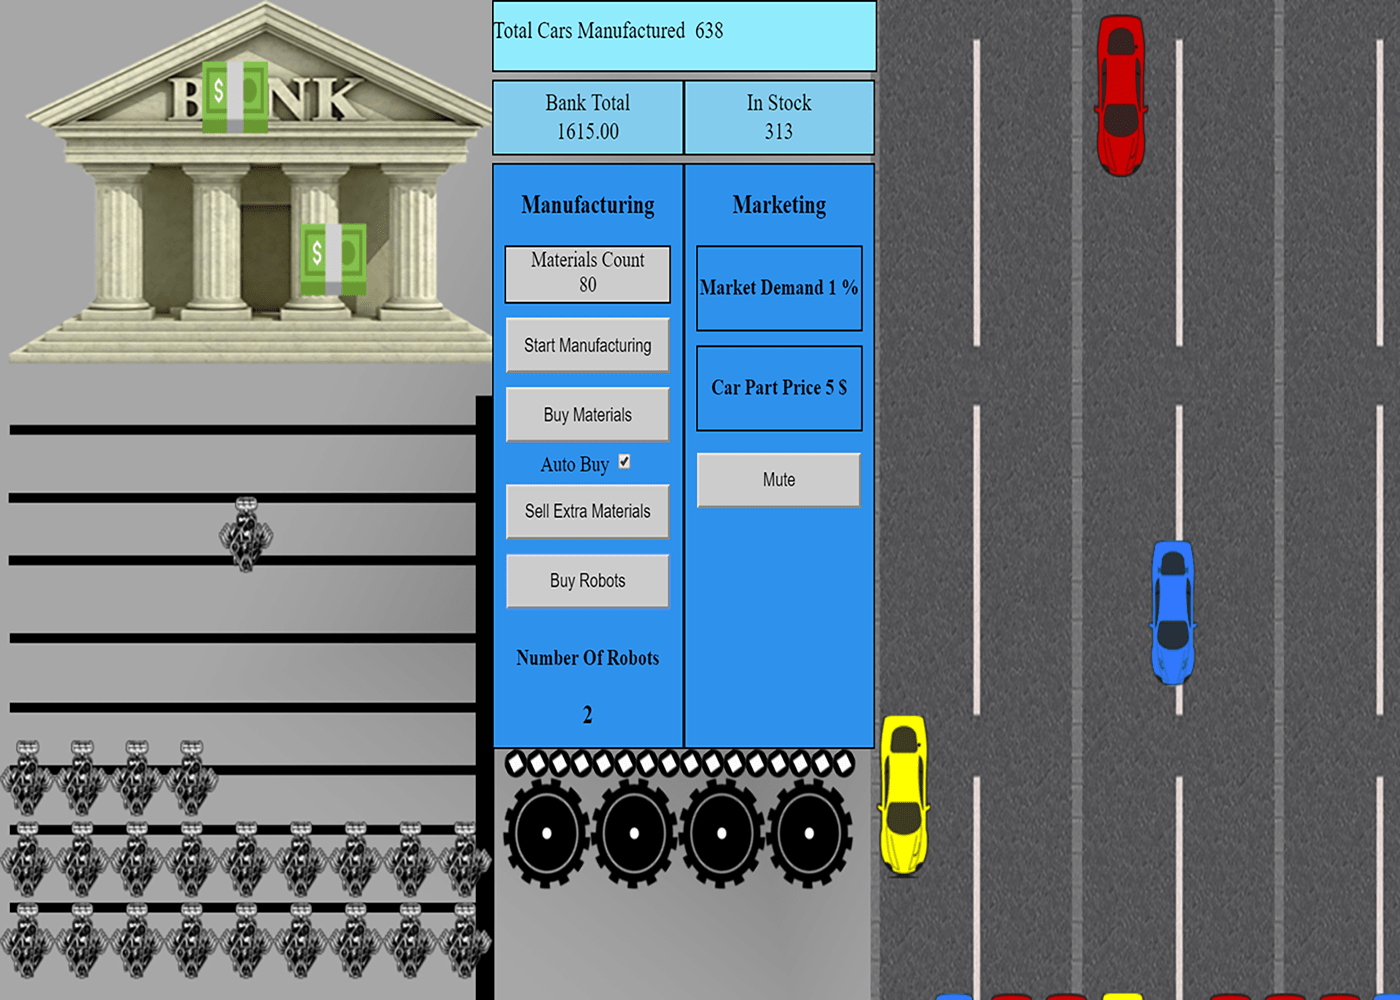 BANK
$
$
Total Cars Manufactured 638
Bank Total
1615.00
In Stock
313
Manufacturing
Materials Count
80
Start Manufacturing
Buy Materials
Auto Buy
Sell Extra Materials
Buy Robots
Number Of Robots
2
Marketing
Market Demand 1 %
Car Part Price 5 $
Mute